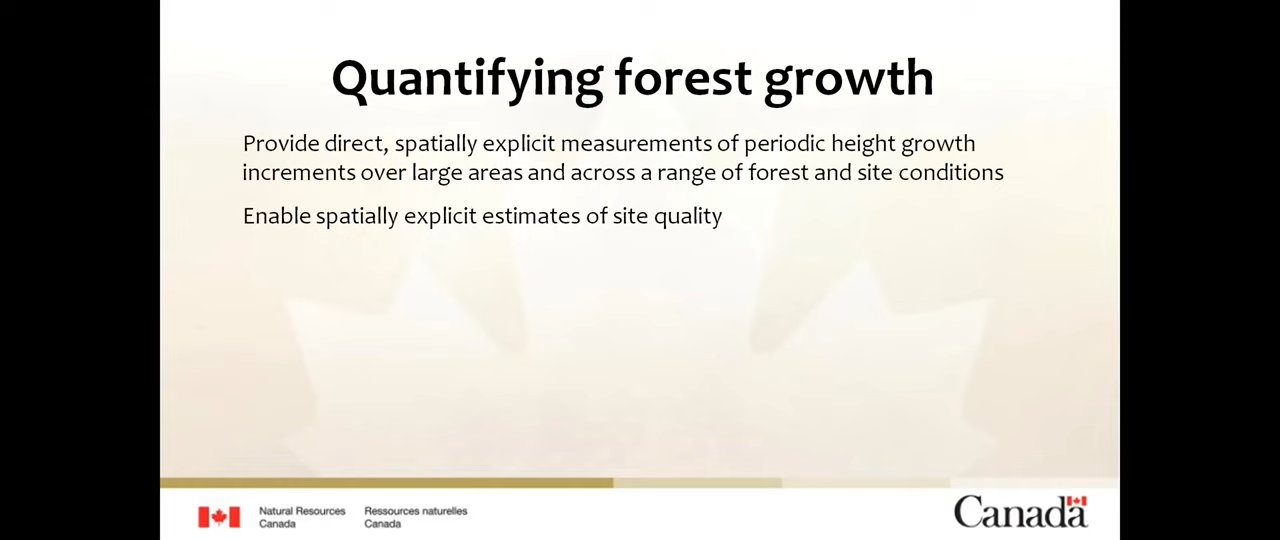 Quantifying forest growth
Provide direct, spatially explicit measurements of periodic height growth
increments over large areas and across a range of forest and site conditions
Enable spatially explicit estimates of site quality
Natural Resources
Canada
Ressources naturelles
Canada
Canada